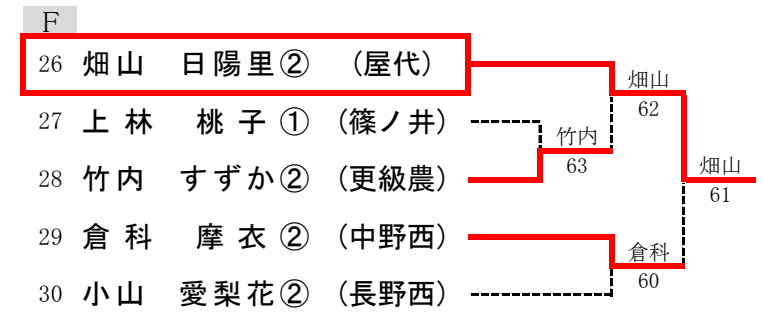 F
26 畑山 日陽里② (屋代)
27 上林 桃子① (篠ノ井)
28 竹内 すずか② (更級農)
29 倉科 摩衣② (中野西)
30 小山 愛梨花② (長野西)
竹内
63
畑山
62
倉科
60
畑山
61